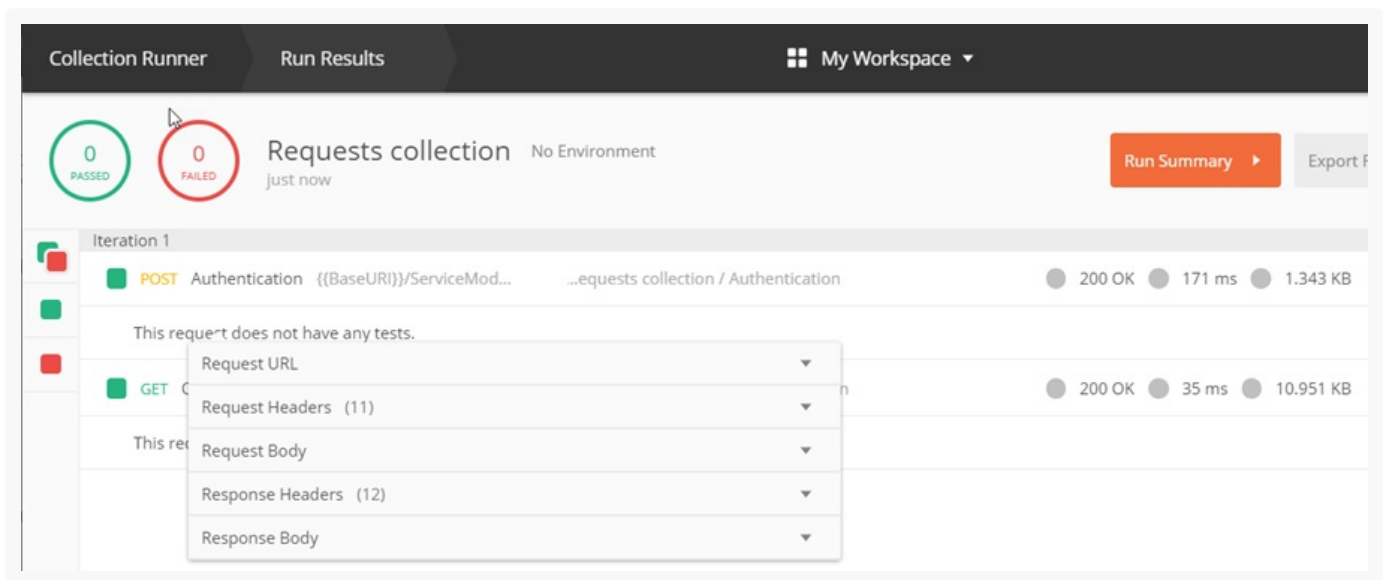 Collection Runner Run Results My Workspace
0 PASSED 0 FAILED Requests collection No Environment
just now
Run Summary Export
Iteration 1
POST Authentication {{BaseURI}}/ServiceMod... ...equests collection / Authentication 200 OK 171 ms 1.343 KB
This request does not have any tests.
Request URL
GET 200 OK 35 ms 10.951 KB
Request Headers (11)
This
Request Body
Response Headers (12)
Response Body